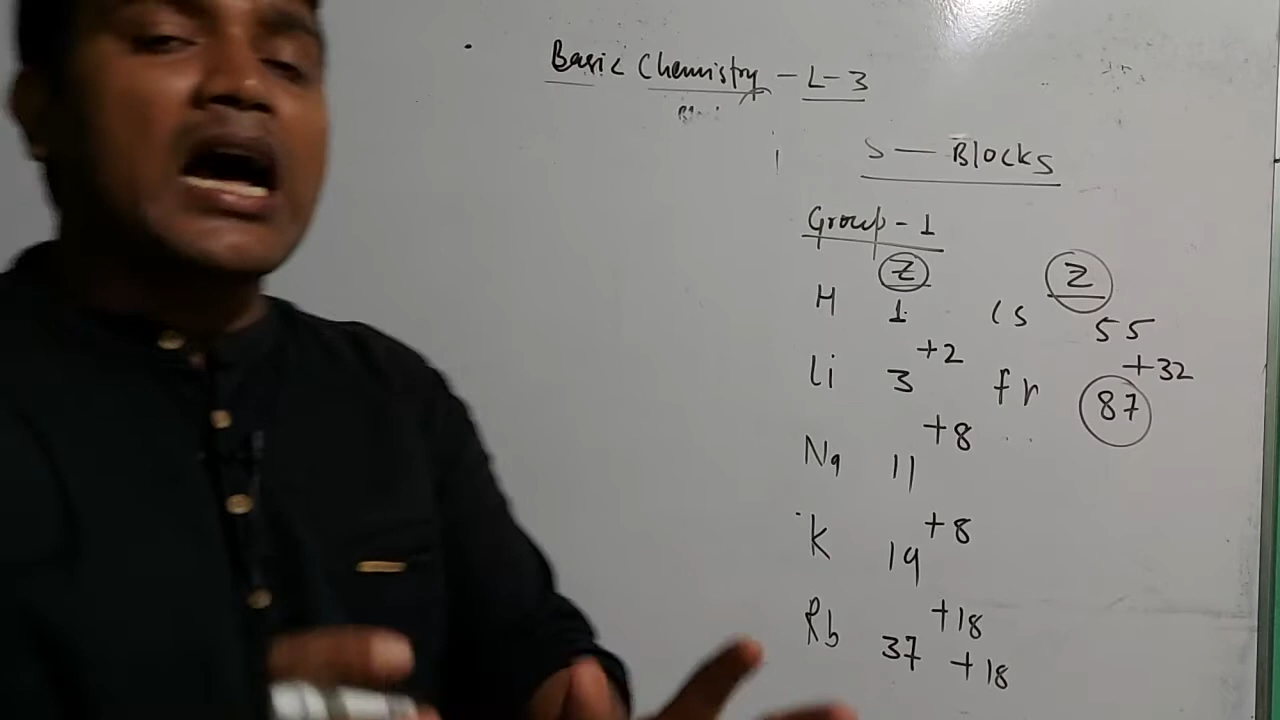 Basic Chemistry - L-3
S — Blocks
Group - 1
Z Z
H 1 Cs 55
+2 +32
Li 3 fr 87
+8
Na 11
+8
K 19
+18
Rb 37 +18